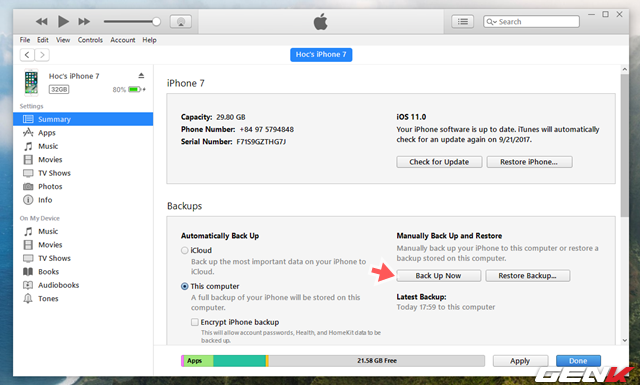 Search
File Edit View Controls Account Help
Hoc's iPhone 7
Hoc's iPhone 7
32GB 80%
Settings
Summary
Apps
Music
Movies
TV Shows
Photos
Info
On My Device
Music
Movies
TV Shows
Books
Audiobooks
Tones
iPhone 7
Capacity: 29.80 GB
Phone Number: +84 97 5794848
Serial Number: F71S9GZTHG7J
iOS 11.0
Your iPhone software is up to date. iTunes will automatically
check for an update again on 9/21/2017.
Check for Update Restore iPhone...
Backups
Automatically Back Up
iCloud
Back up the most important data on your iPhone to
iCloud.
This computer
A full backup of your iPhone will be stored on this
computer.
Encrypt iPhone backup
This will allow account passwords, Health, and HomeKit data to be
backed up.
Manually Back Up and Restore
Manually back up your iPhone to this computer or restore a
backup stored on this computer.
Back Up Now Restore Backup...
Latest Backup:
Today 17:59 to this computer
Apps 21.58 GB Free Apply Done
GENK